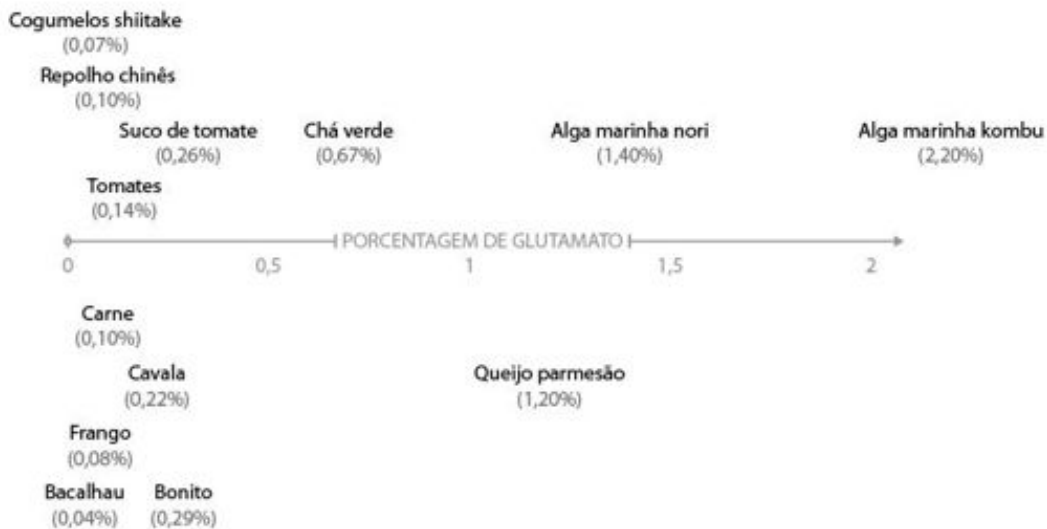 Cogumelos shiitake
(0,07%)
Repolho chinês
(0,10%)
Suco de tomate Chá verde Alga marinha nori Alga marinha kombu
(0,26%) (0,67%) (1,40%) (2,20%)
Tomates
(0,14%)
PORCENTAGEM DE GLUTAMATO
0 0,5 1 1,5 2
Carne
(0,10%)
Cavala Queijo parmesão
(0,22%) (1,20%)
Frango
(0,08%)
Bacalhau Bonito
(0,04%) (0,29%)